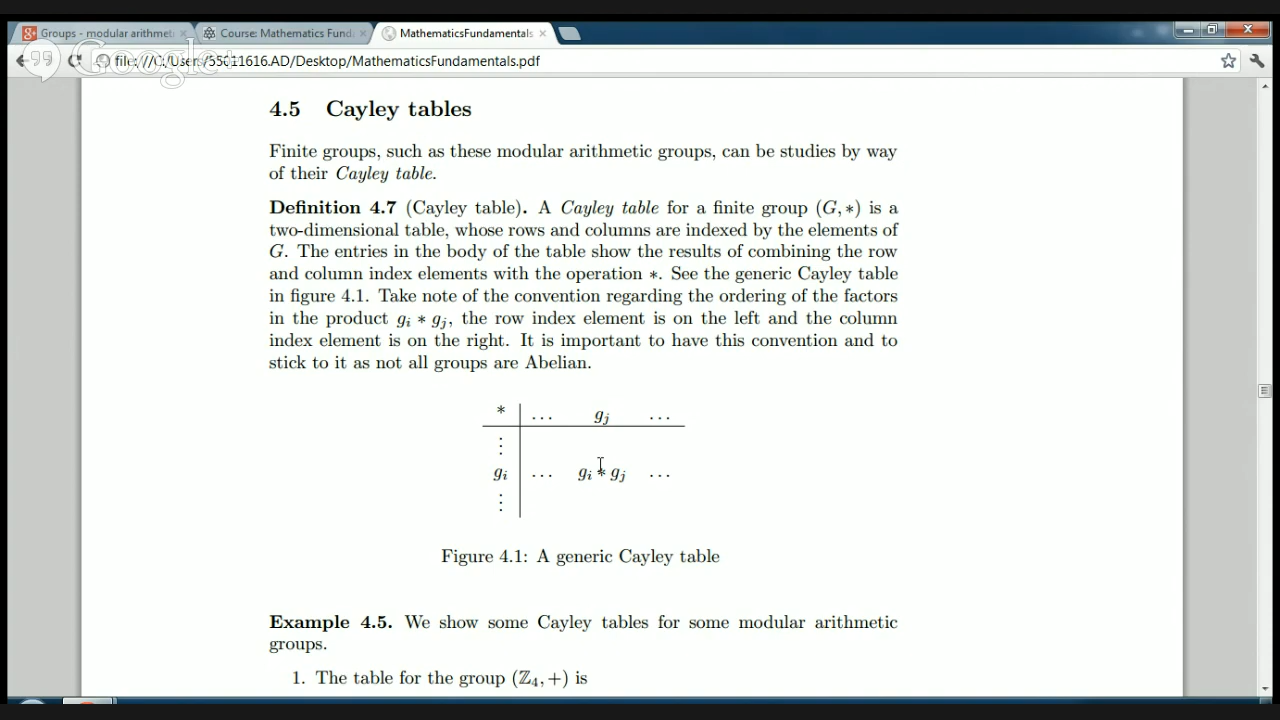 Groups - modular arithmet
Course: Mathematics Fund
MathematicsFundamentals
Google+
file:///C:/Users/55011616.AD/Desktop/MathematicsFundamentals.pdf
4.5 Cayley tables
Finite groups, such as these modular arithmetic groups, can be studies by way
of their Cayley table.
Definition 4.7 (Cayley table). A Cayley table for a finite group (G, ∗) is a
two-dimensional table, whose rows and columns are indexed by the elements of
G. The entries in the body of the table show the results of combining the row
and column index elements with the operation ∗. See the generic Cayley table
in figure 4.1. Take note of the convention regarding the ordering of the factors
in the product gᵢ ∗ gⱼ, the row index element is on the left and the column
index element is on the right. It is important to have this convention and to
stick to it as not all groups are Abelian.
∗ ⋯ gⱼ ⋯
⋮
gᵢ ⋯ gᵢ ∗ gⱼ ⋯
⋮
Figure 4.1: A generic Cayley table
Example 4.5. We show some Cayley tables for some modular arithmetic
groups.
1. The table for the group (ℤ₄, +) is